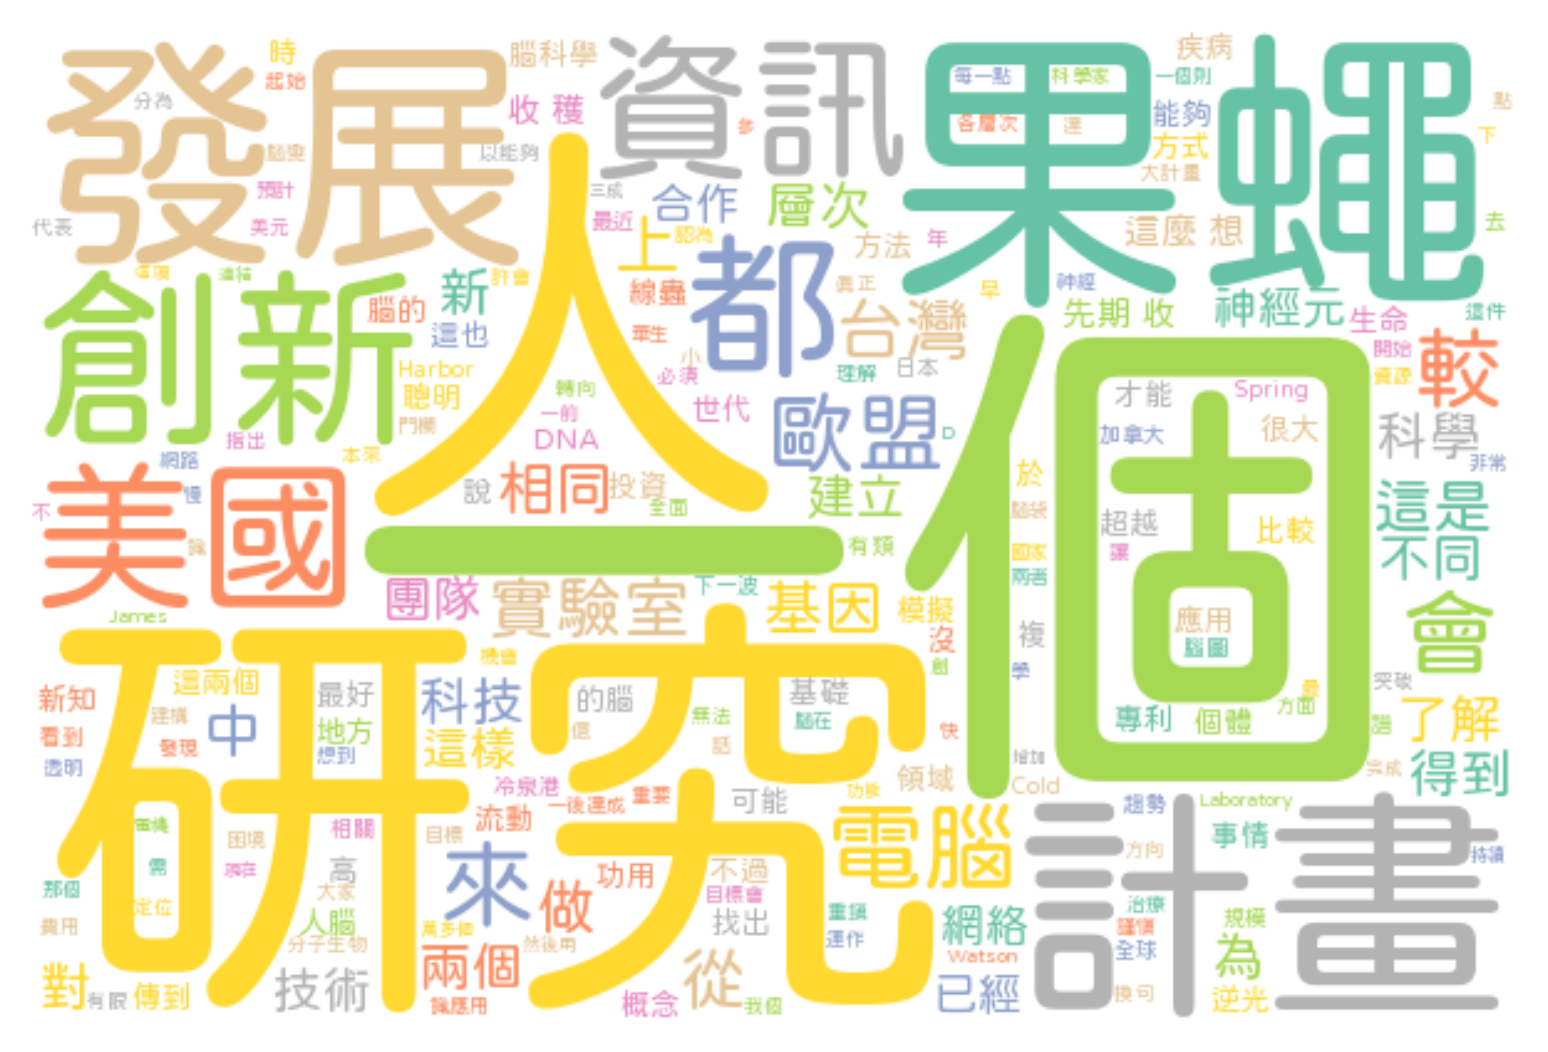 發展
資訊
果蠅
時
起始
分為
腦科學
收 穫
以能夠
預計
美元
代表
三成
最近
合作
層次
認為
上
每一點
科學家
各層次
疾病
一個則
能夠
方式
大計畫
這麼 想
點
下
去
創新
人
都
台灣
個
新
許會
腦的
這也
Harbor
聰明
門檻
線蟲
小
必須
轉向
一前
DNA
方法
年
真正
早
神經
先期 收
神經元
生命
這件
開始
資源
較
理解
日本
世代
歐盟
D
才能
Spring
加拿大
很大
科學
非常
指出
網路
本來
美國
不
說
相同
投資
全面
建立
有類
於
腦袋
國家
兩者
超越
讓
比較
這是
不同
一
James
團隊
實驗室
下一波
基因
模擬
沒
創
複
學
應用
腦圖
會
研究
新知
看到
透明
這兩個
建構
發現
中
最好
地方
想到
機會
科技
這樣
的腦
還
無法
話
基礎
腦在
快
專利
個體
方面
最
突破
譜
了解
完成
得到
冷泉港
一後達成
重要
可能
功能
領域
增加
Cold
電腦
計畫
趨勢
Laboratory
事情
方向
持續
需
那個
費用
定位
困境
現在
相關
高
大家
人腦
分子生物
目標
流動
來
萬多個
做
功用
然後用
不過
目標會
找出
重鎮
運作
網絡
Watson
治療
謹慎
全球
規模
為
對
有限
傳到
技術
兩個
識應用
概念
從
我個
已經
換句
逆光